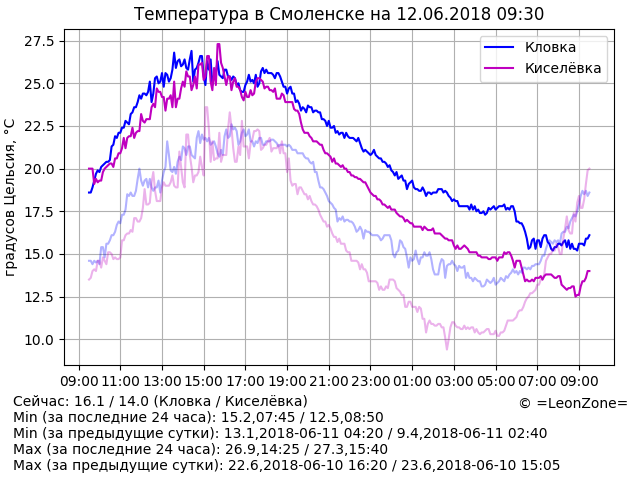 Температура в Смоленске на 12.06.2018 09:30
Кловка
Киселёвка
градусов Цельсия, °C
27.5
25.0
22.5
20.0
17.5
15.0
12.5
10.0
09:00 11:00 13:00 15:00 17:00 19:00 21:00 23:00 01:00 03:00 05:00 07:00 09:00
Сейчас: 16.1 / 14.0 (Кловка / Киселёвка)
© =LeonZone=
Min (за последние 24 часа): 15.2,07:45 / 12.5,08:50
Min (за предыдущие сутки): 13.1,2018-06-11 04:20 / 9.4,2018-06-11 02:40
Max (за последние 24 часа): 26.9,14:25 / 27.3,15:40
Max (за предыдущие сутки): 22.6,2018-06-10 16:20 / 23.6,2018-06-10 15:05